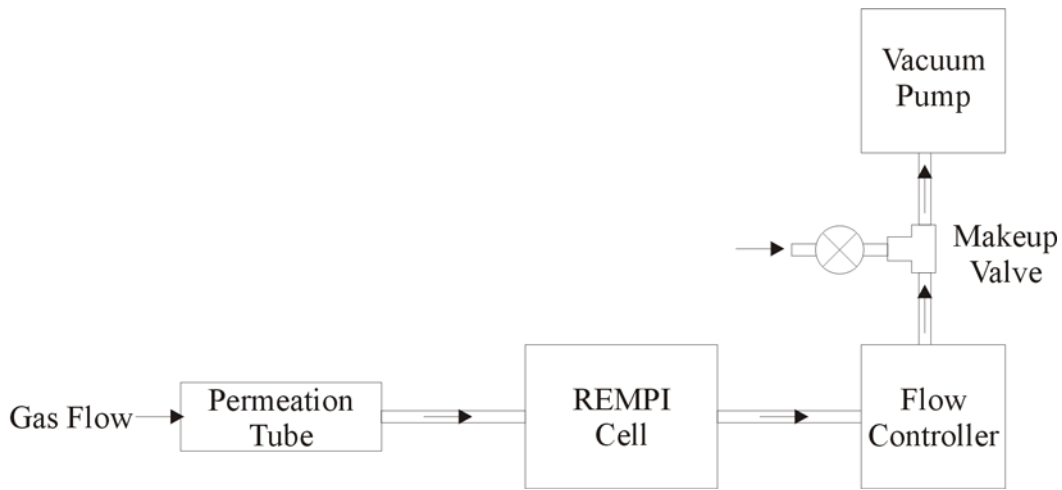 Vacuum
Pump
Makeup
Valve
Gas Flow
Permeation
Tube
REMPI
Cell
Flow
Controller